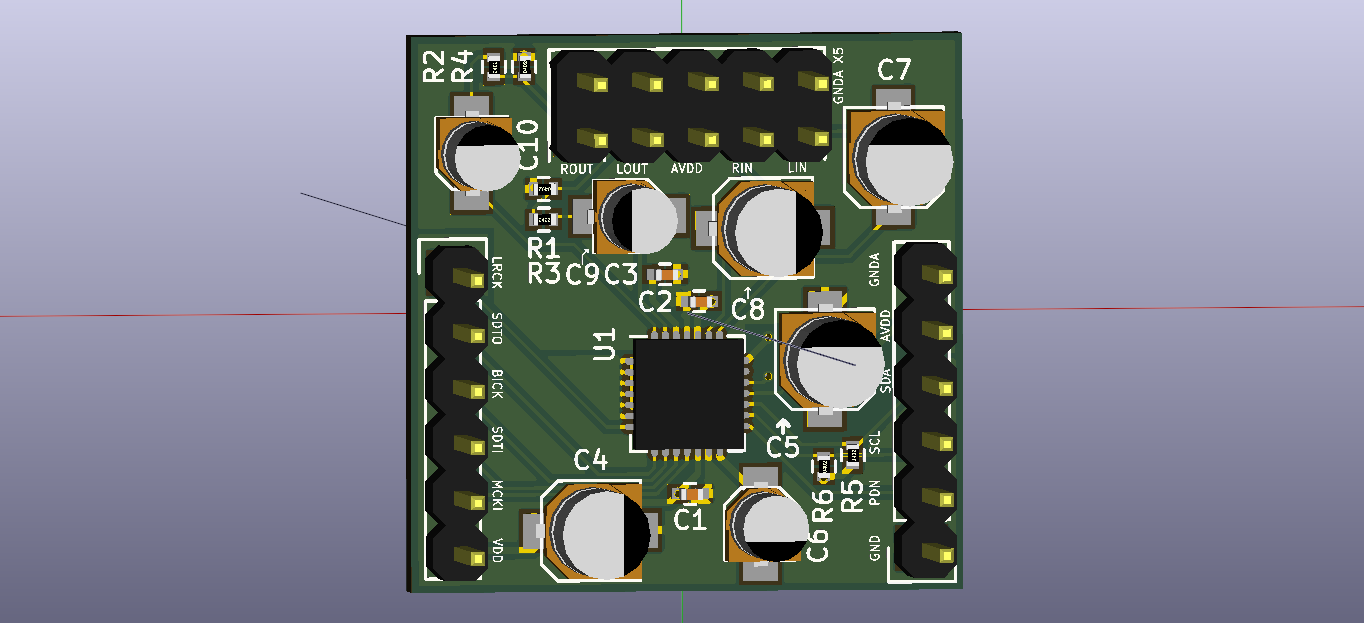 R2
R4
C10
GNDA X5
C7
ROUT
LOUT
AVDD
RIN
LIN
R1
R3
C9
C3
C2
C8
LRCK
SDTO
BICK
SDTI
MCKI
VDD
U1
GNDA
AVDD
SDA
SCL
PDN
GND
C5
C4
C1
C6
R6
R5